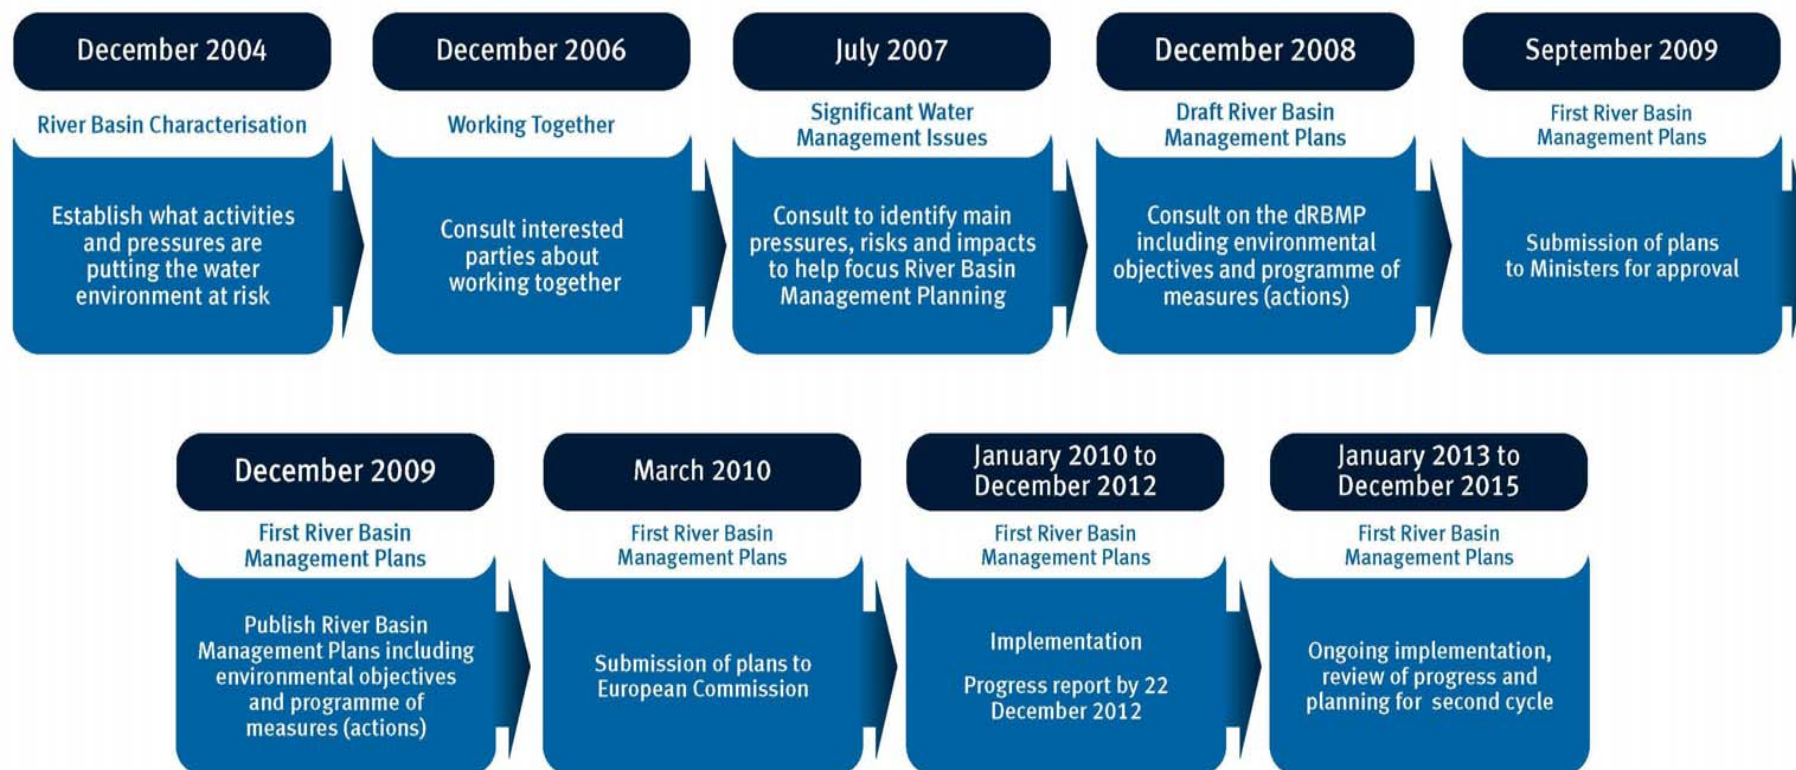 December 2004
River Basin Characterisation
Establish what activities
and pressures are
putting the water
environment at risk
December 2006
Working Together
Consult interested
parties about
working together
July 2007
Significant Water
Management Issues
Consult to identify main
pressures, risks and impacts
to help focus River Basin
Management Planning
December 2008
Draft River Basin
Management Plans
Consult on the dRBMP
including environmental
objectives and programme of
measures (actions)
September 2009
First River Basin
Management Plans
Submission of plans
to Ministers for approval
December 2009
First River Basin
Management Plans
Publish River Basin
Management Plans including
environmental objectives
and programme of
measures (actions)
March 2010
First River Basin
Management Plans
Submission of plans to
European Commission
January 2010 to
December 2012
First River Basin
Management Plans
Implementation
Progress report by 22
December 2012
January 2013 to
December 2015
First River Basin
Management Plans
Ongoing implementation,
review of progress and
planning for second cycle